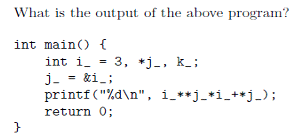 What is the output of the above program?
int main() {
int i_ = 3, *j_, k_;
j_ = &i_;
printf("%d\n", i_**j_*i_+*j_);
return 0;
}